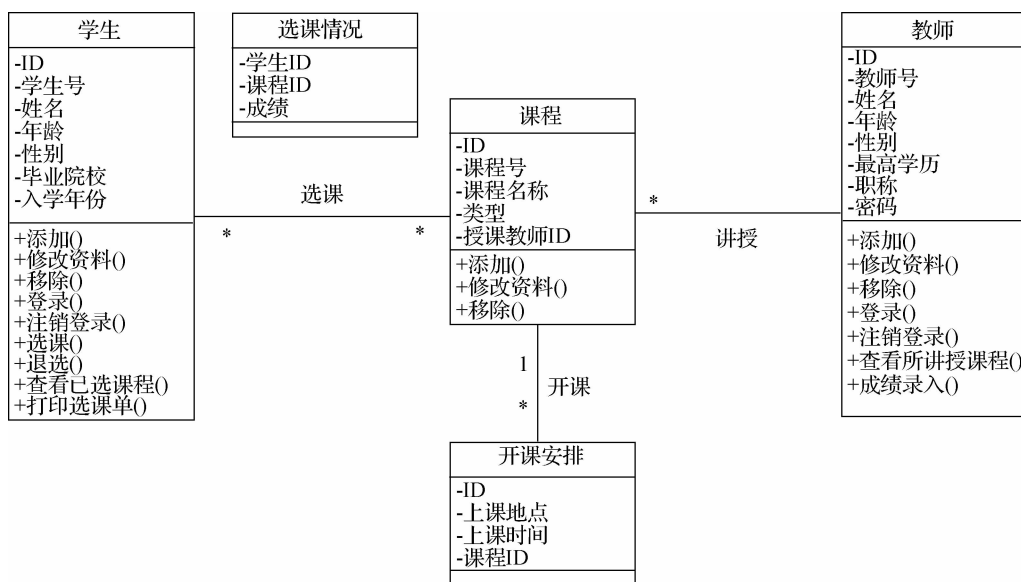 学生
-ID
-学生号
-姓名
-年龄
-性别
-毕业院校
-入学年份
+添加()
+修改资料()
+移除()
+登录()
+注销登录()
+选课()
+退选()
+查看已选课程()
+打印选课单()
选课情况
-学生ID
-课程ID
-成绩
选课
*
*
课程
-ID
-课程号
-课程名称
-类型
-授课教师ID
+添加()
+修改资料()
+移除()
*
讲授
教师
-ID
-教师号
-姓名
-年龄
-性别
-最高学历
-职称
-密码
+添加()
+修改资料()
+移除()
+登录()
+注销登录()
+查看所讲授课程()
+成绩录入()
1
开课
*
开课安排
-ID
-上课地点
-上课时间
-课程ID